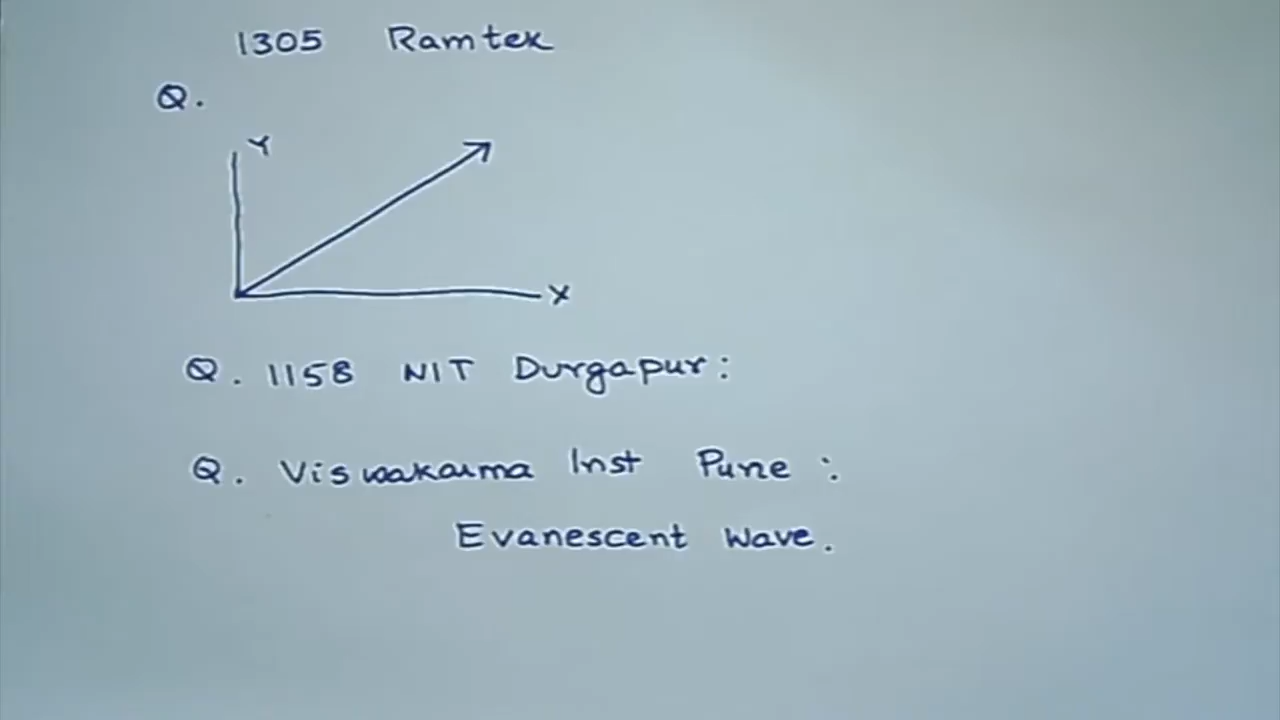 1305 Ramtek
Q.
Y
X
Q. 1158 NIT Durgapur:
Q. Viswakarma Inst Pune :
Evanescent Wave.